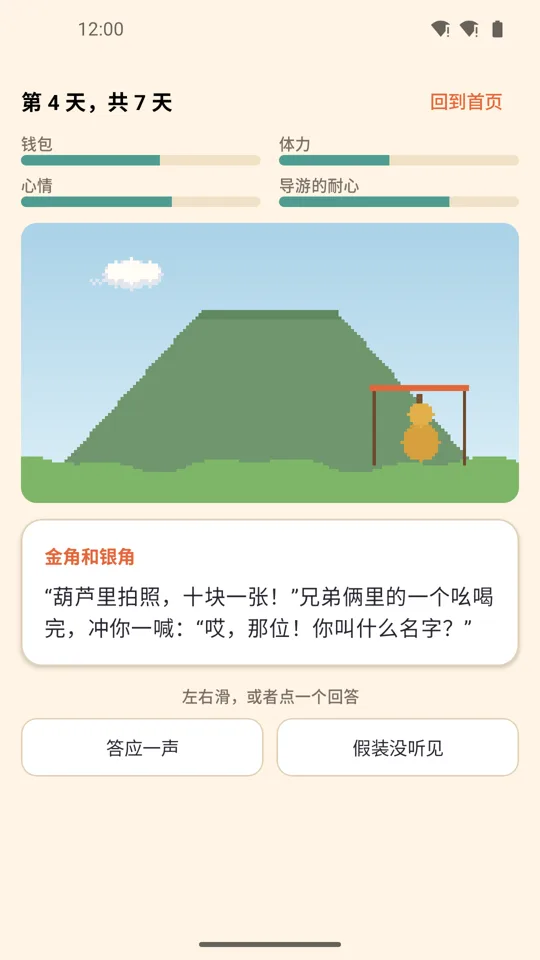 12:00
第 4 天，共 7 天
回到首页
钱包
体力
心情
导游的耐心
金角和银角
“葫芦里拍照，十块一张！”兄弟俩里的一个吆喝
完，冲你一喊：“哎，那位！你叫什么名字？”
左右滑，或者点一个回答
答应一声
假装没听见